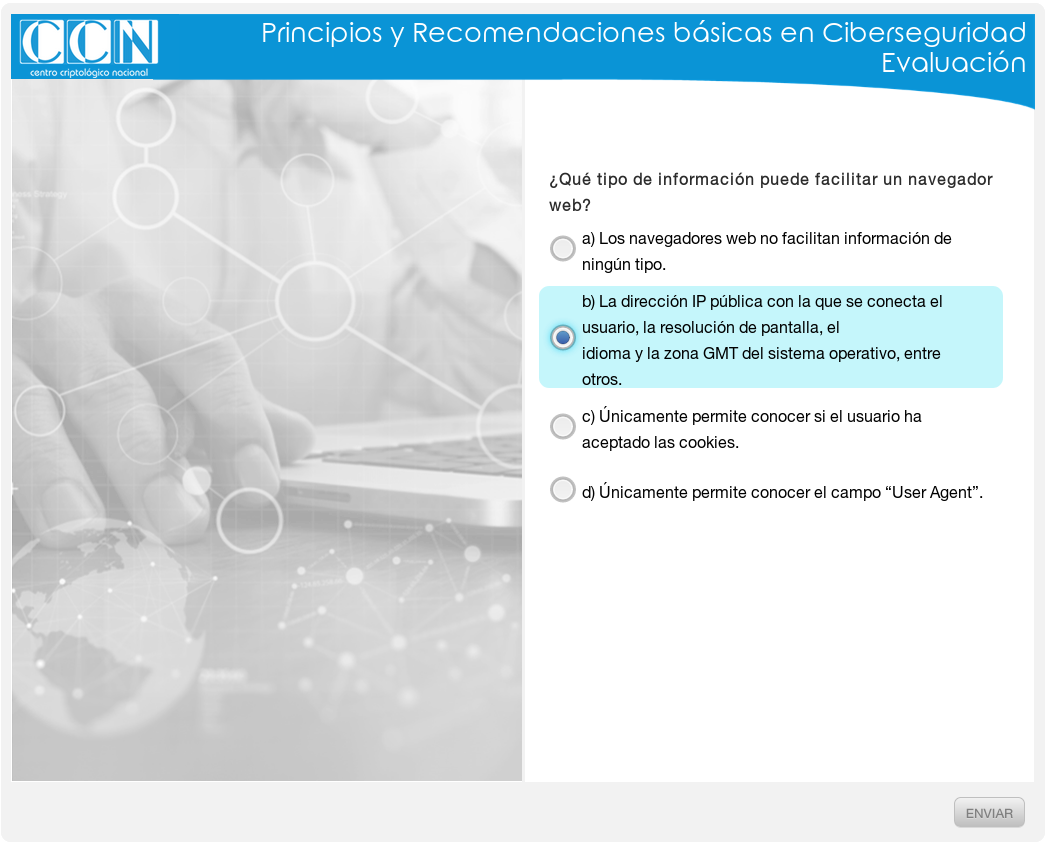 CCN
centro criptológico nacional
Principios y Recomendaciones básicas en Ciberseguridad
Evaluación
ness Strategy
¿Qué tipo de información puede facilitar un navegador
web?
a) Los navegadores web no facilitan información de
ningún tipo.
b) La dirección IP pública con la que se conecta el
usuario, la resolución de pantalla, el
idioma y la zona GMT del sistema operativo, entre
otros.
c) Únicamente permite conocer si el usuario ha
aceptado las cookies.
d) Únicamente permite conocer el campo “User Agent”.
ENVIAR